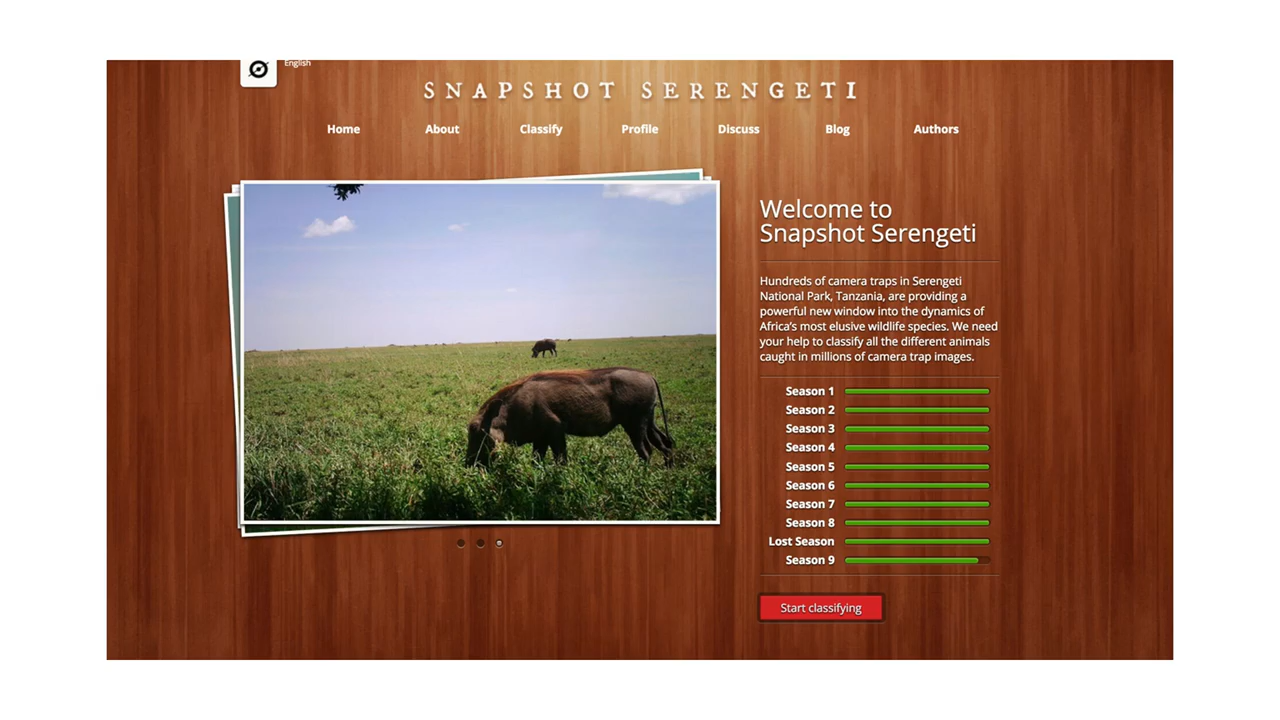 English
SNAPSHOT SERENGETI
Home About Classify Profile Discuss Blog Authors
Welcome to
Snapshot Serengeti
Hundreds of camera traps in Serengeti
National Park, Tanzania, are providing a
powerful new window into the dynamics of
Africa's most elusive wildlife species. We need
your help to classify all the different animals
caught in millions of camera trap images.
Season 1
Season 2
Season 3
Season 4
Season 5
Season 6
Season 7
Season 8
Lost Season
Season 9
Start classifying